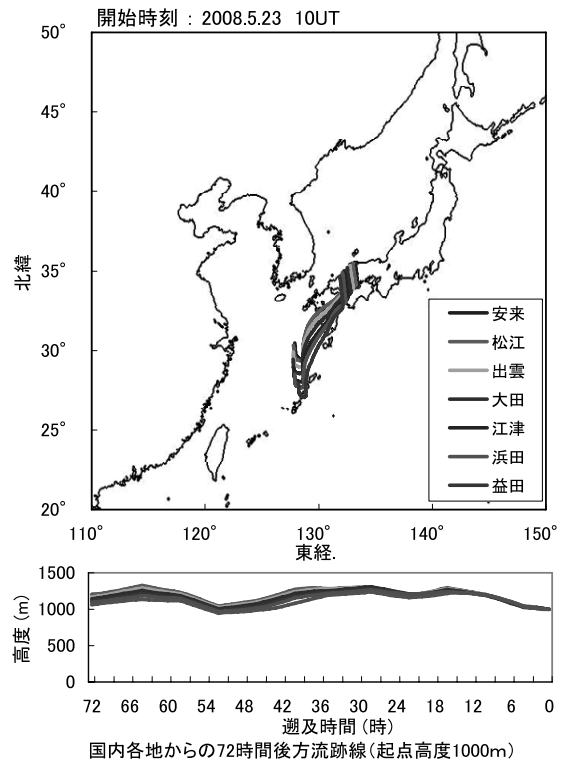 開始時刻 : 2008.5.23 10UT
50°
45°
40°
35°
30°
25°
20°
北緯
110°
120°
130°
140°
150°
東経.
安来
松江
出雲
大田
江津
浜田
益田
1500
1000
500
0
高度 (m)
72 66 60 54 48 42 36 30 24 18 12 6 0
遡及時間 (時)
国内各地からの72時間後方流跡線(起点高度1000m)